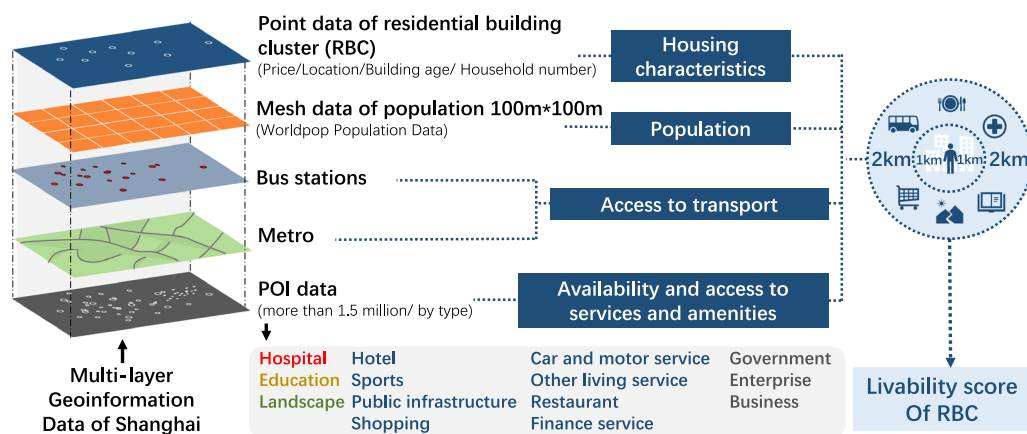 Point data of residential building
cluster (RBC)
(Price/Location/Building age/ Household number)
Housing
characteristics
Mesh data of population 100m*100m
(Worldpop Population Data)
Population
Bus stations
Access to transport
Metro
POI data
(more than 1.5 million/ by type)
Availability and access to
services and amenities
2km
1km
1km
2km
Multi-layer
Geoinformation
Data of Shanghai
Hospital
Education
Landscape
Hotel
Sports
Public infrastructure
Shopping
Car and motor service
Other living service
Restaurant
Finance service
Government
Enterprise
Business
Livability score
Of RBC